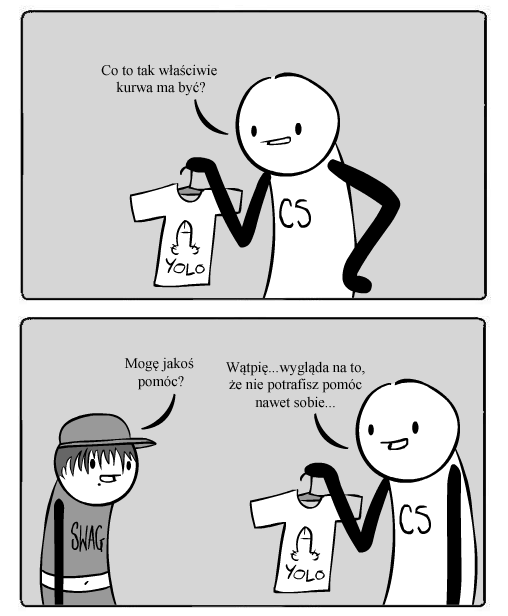 Co to tak właściwie
kurwa ma być?
CS
YOLO
Mogę jakoś
pomóc?
Wątpię...wygląda na to,
że nie potrafisz pomóc
nawet sobie...
SWAG
CS
YOLO